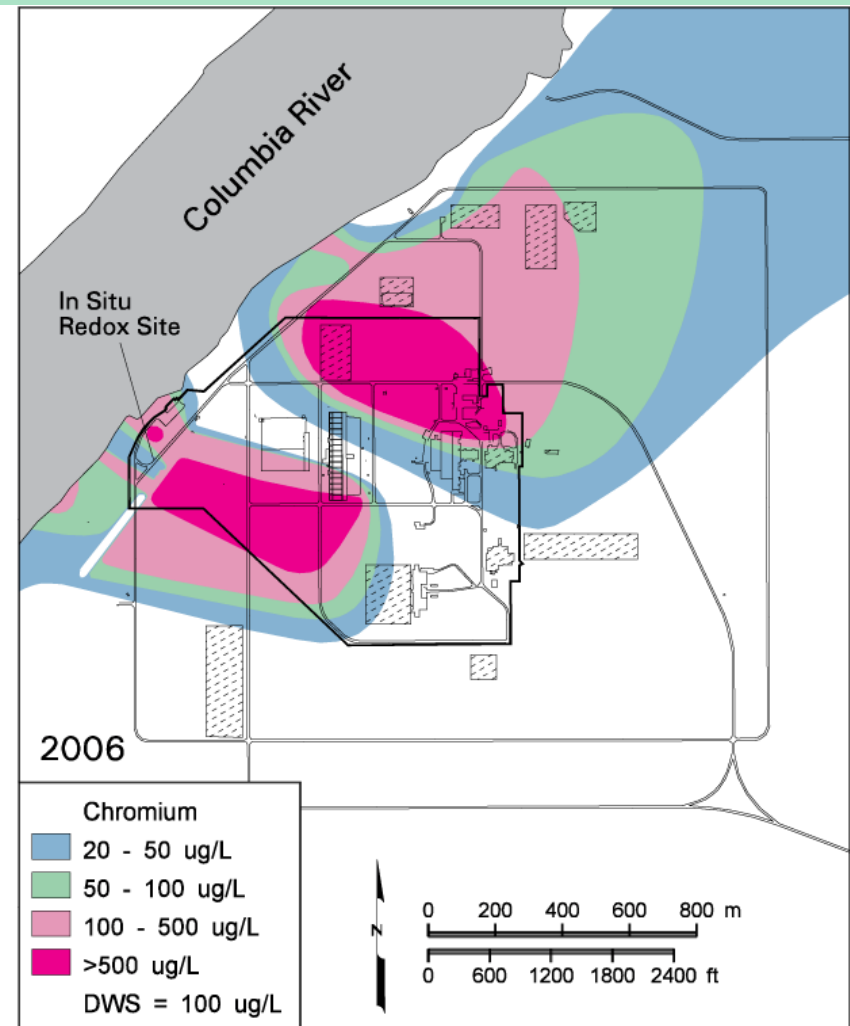 Columbia River
In Situ
Redox Site
2006
Chromium
20 - 50 ug/L
50 - 100 ug/L
100 - 500 ug/L
>500 ug/L
DWS = 100 ug/L
N
0 200 400 600 800 m
0 600 1200 1800 2400 ft